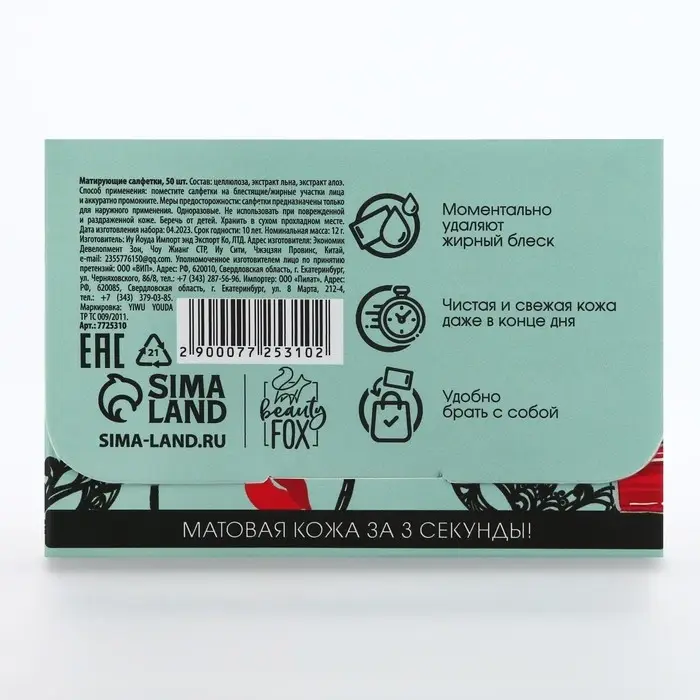 Матирующие салфетки, 50 шт. Состав: целлюлоза, экстракт льна, экстракт алоэ.
Способ применения: поместите салфетки на блестящие/жирные участки лица
и аккуратно промокните. Меры предосторожности: салфетки предназначены только
для наружного применения. Одноразовые. Не использовать при поврежденной
и раздраженной коже. Беречь от детей. Хранить в сухом прохладном месте.
Дата изготовления набора: 04.2023. Срок годности: 10 лет. Номинальная масса: 12 г.
Изготовитель: Иу Йоуда Импорт энд Экспорт Ко, ЛТД. Адрес изготовителя: Экономик
Девелопмент Зон, Чоу Жианг СТР, Иу Сити, Чжэцзян Провинс, Китай,
e-mail: 2355776150@qq.com. Уполномоченное изготовителем лицо по принятию
претензий: ООО «ВИП». Адрес: РФ, 620010, Свердловская область, г. Екатеринбург,
ул. Черняховского, 86/8, тел.: +7 (343) 287-56-96. Импортер: ООО «Пилат». Адрес:
РФ, 620085, Свердловская область, г. Екатеринбург, ул. 8 Марта, 212-4,
тел.: +7 (343) 379-03-85.
Маркировка: YIWU YOUDA
ТР ТС 009/2011.
Арт.: 7725310
EAC
21
2 900077 253102
SIMA
LAND
SIMA-LAND.RU
beauty
FOX
Моментально
удаляют
жирный блеск
Чистая и свежая кожа
даже в конце дня
Удобно
брать с собой
МАТОВАЯ КОЖА ЗА 3 СЕКУНДЫ!